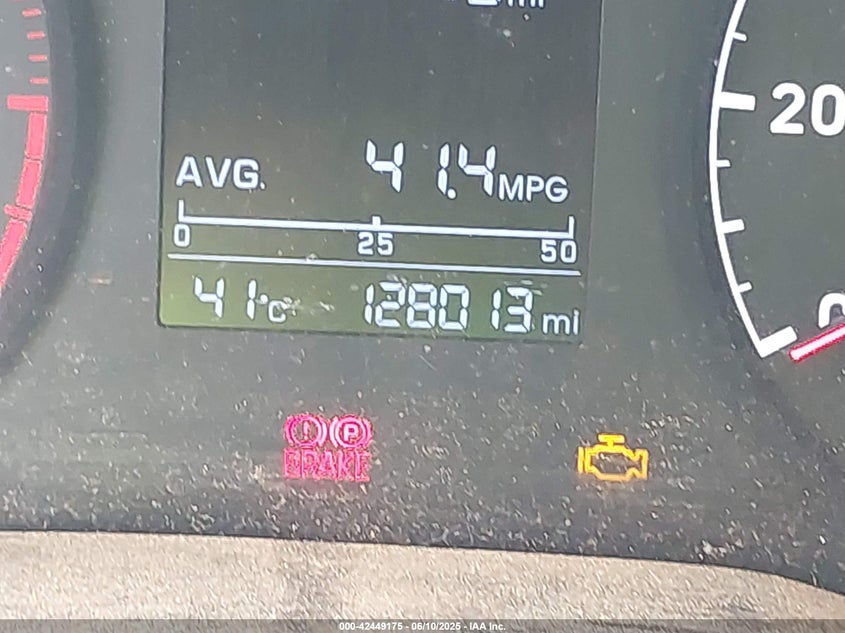 mi
20
AVG. 41.4 MPG
0 25 50
41°C 128013 mi
(!) (P)
BRAKE
000-42449175 - 06/10/2025 - IAA Inc.